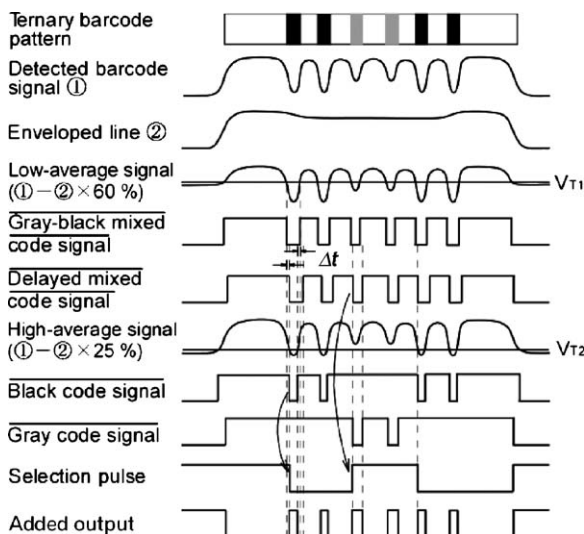 Ternary barcode
pattern
Detected barcode
signal ①
Enveloped line ②
Low-average signal
(①−②×60 %)
VT1
Gray-black mixed
code signal
Δt
Delayed mixed
code signal
High-average signal
(①−②×25 %)
VT2
Black code signal
Gray code signal
Selection pulse
Added output